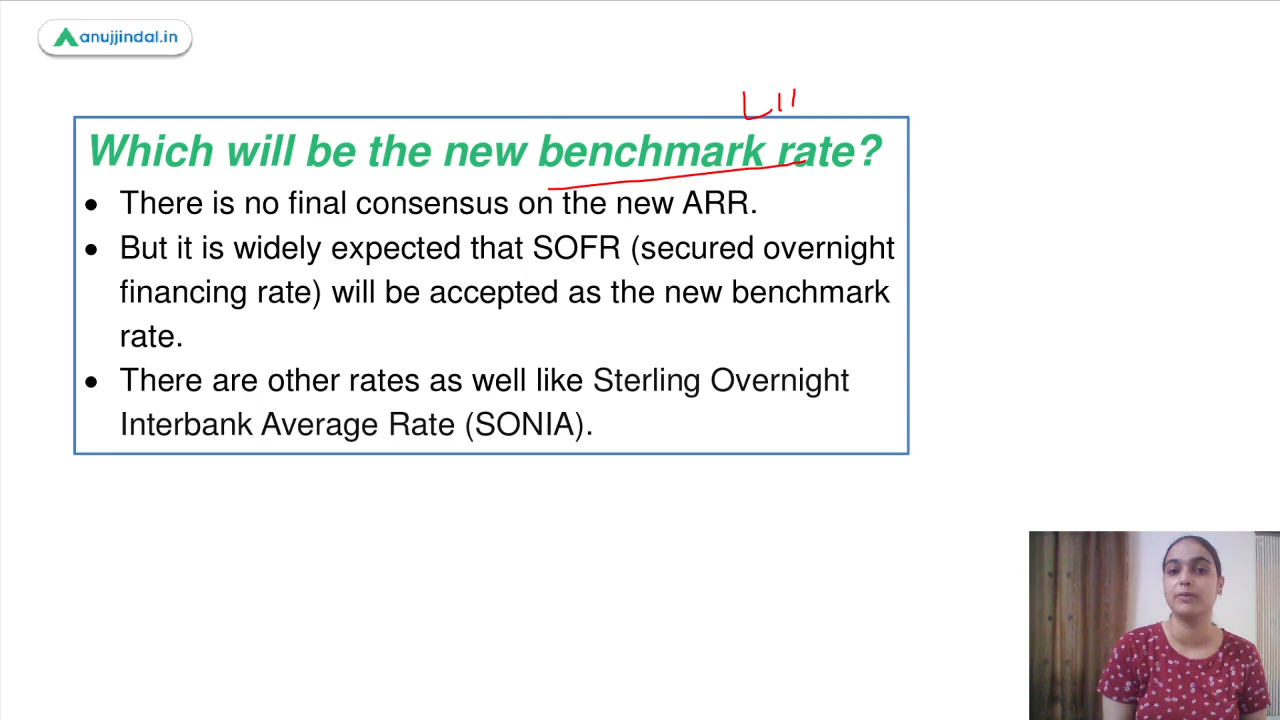 anujjindal.in
Which will be the new benchmark rate?
• There is no final consensus on the new ARR.
• But it is widely expected that SOFR (secured overnight
financing rate) will be accepted as the new benchmark
rate.
• There are other rates as well like Sterling Overnight
Interbank Average Rate (SONIA).